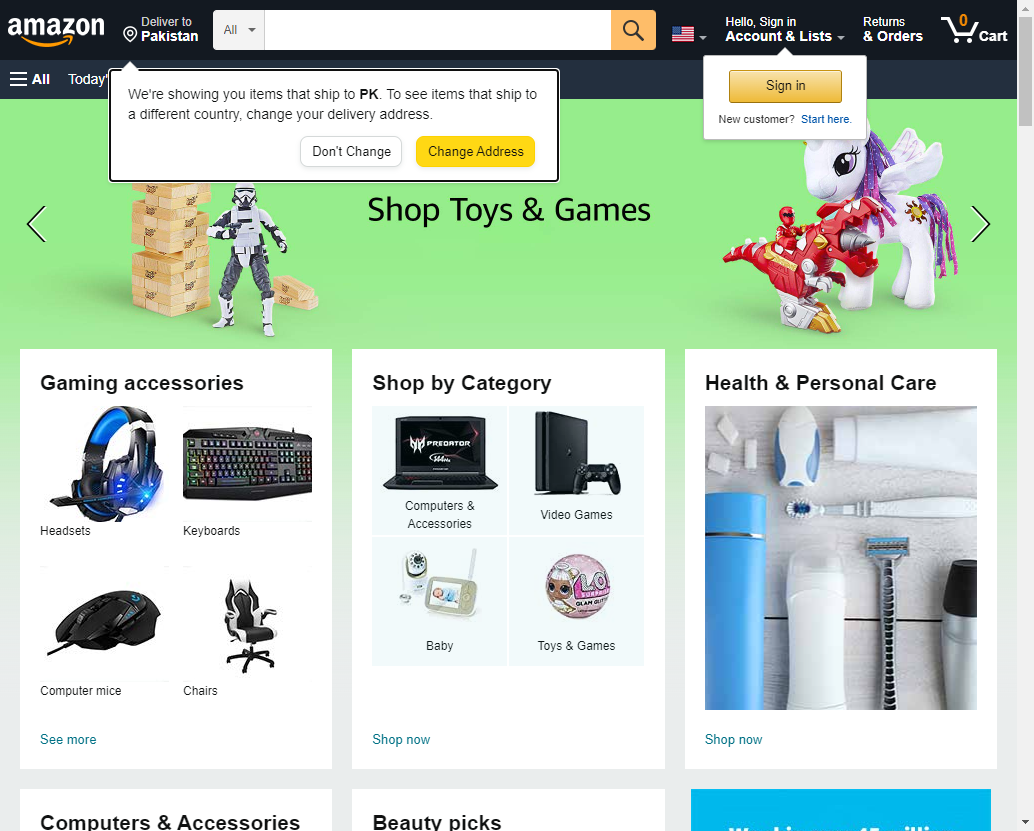 amazon
Deliver to
Pakistan
All
Hello, Sign in
Account & Lists
Returns
& Orders
0
Cart
All
Today'
We're showing you items that ship to PK. To see items that ship to
a different country, change your delivery address.
Don't Change
Change Address
Sign in
New customer? Start here.
Shop Toys & Games
Gaming accessories
Headsets
Keyboards
Computer mice
Chairs
See more
Shop by Category
PREDATOR
Computers &
Accessories
Video Games
L.O.L.
SURPRISE!
GLAM GLITTER
Baby
Toys & Games
Shop now
Health & Personal Care
Shop now
Computers & Accessories
Beauty picks